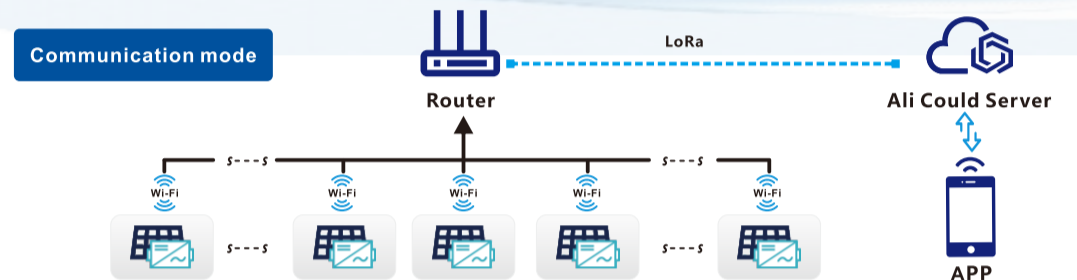 Communication mode
LoRa
Router
Ali Could Server
s---s
s---s
Wi-Fi
Wi-Fi
Wi-Fi
Wi-Fi
Wi-Fi
s---s
s---s
APP